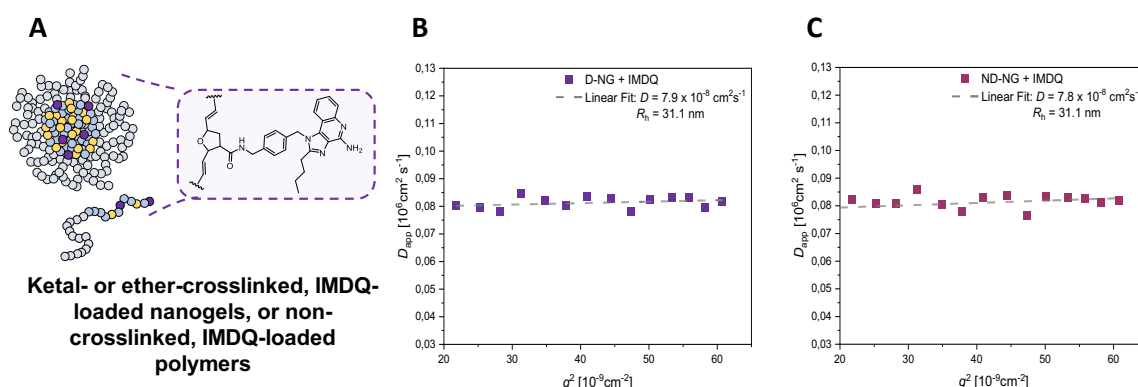 A
NH
O
O
N
N
N
NH₂
Ketal- or ether-crosslinked, IMDQ-
loaded nanogels, or non-
crosslinked, IMDQ-loaded
polymers
B
0,13
0,12
0,11
0,10
0,09
0,08
0,07
0,06
0,05
0,04
0,03
D-NG + IMDQ
Linear Fit: D = 7.9 x 10⁻⁸ cm²s⁻¹
Rₕ = 31.1 nm
Dₐₚₚ [10⁶cm² s⁻¹]
20 30 40 50 60
q² [10⁻⁹cm⁻²]
C
0,13
0,12
0,11
0,10
0,09
0,08
0,07
0,06
0,05
0,04
0,03
ND-NG + IMDQ
Linear Fit: D = 7.8 x 10⁻⁸ cm²s⁻¹
Rₕ = 31.1 nm
Dₐₚₚ [10⁶cm² s⁻¹]
20 30 40 50 60
q² [10⁻⁹cm⁻²]